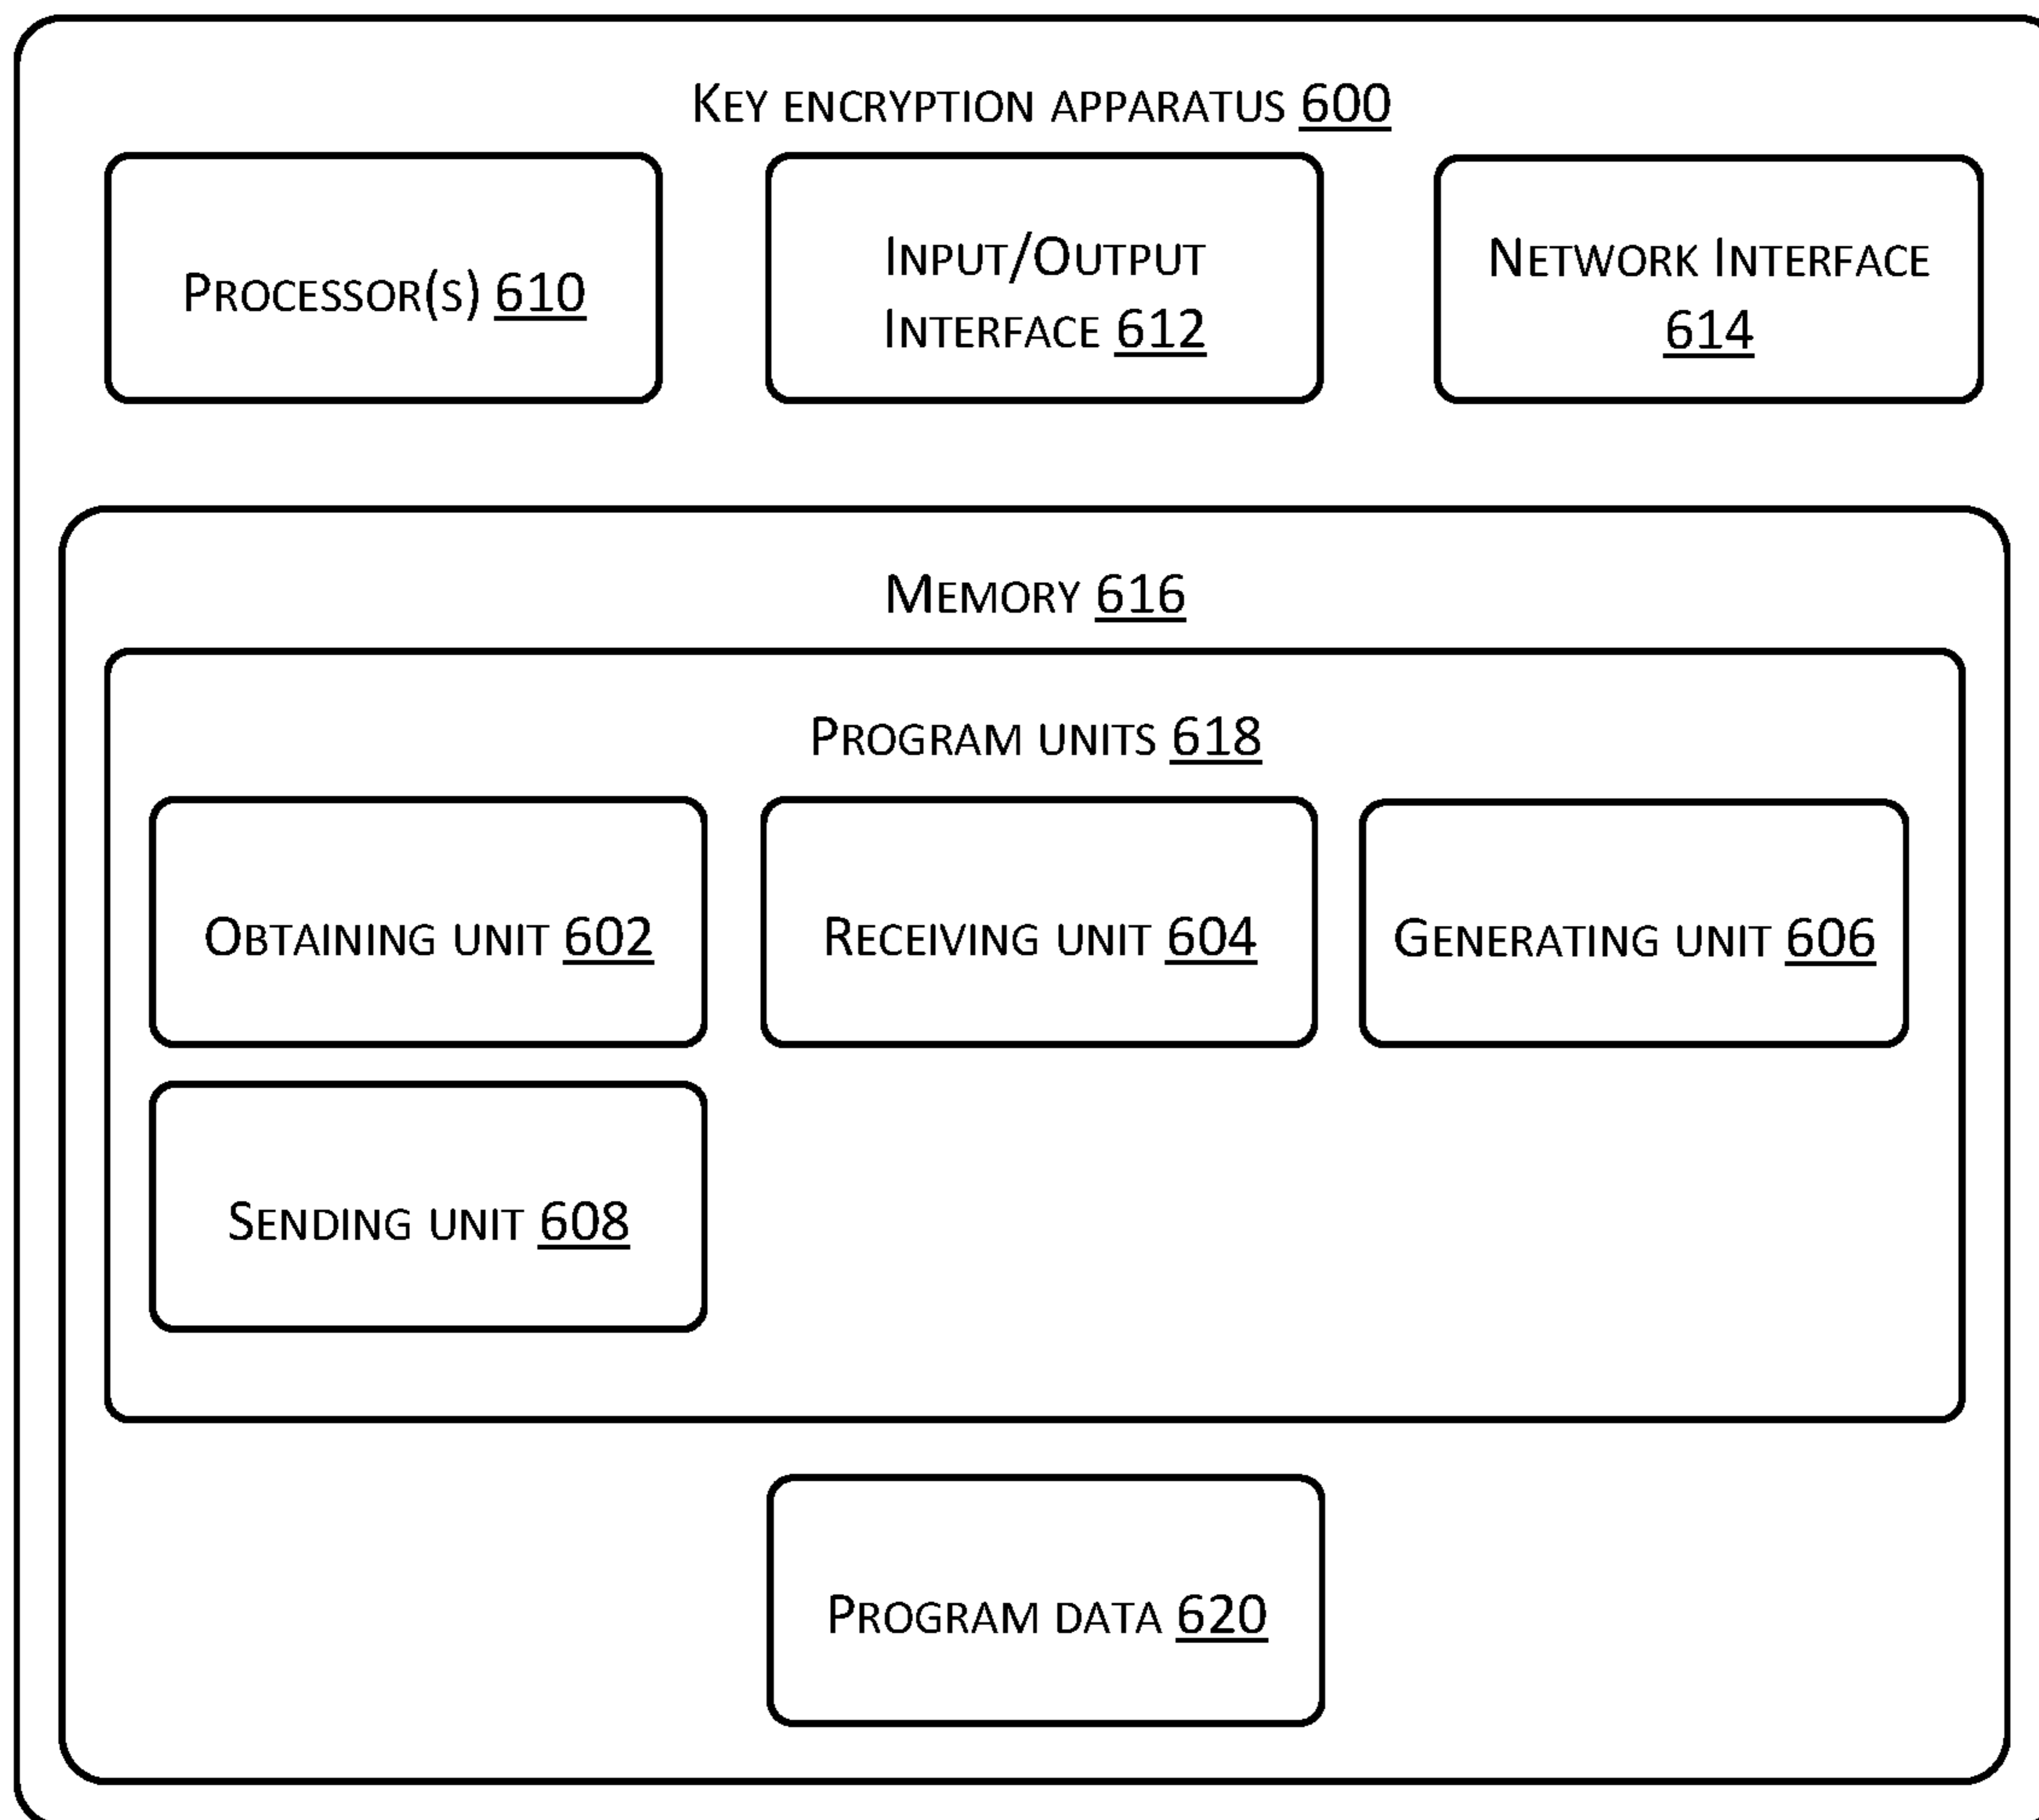 Key encryption apparatus 600
Processor(s) 610
Input/Output
Interface 612
Network Interface
614
Memory 616
Program units 618
Obtaining unit 602
Receiving unit 604
Generating unit 606
Sending unit 608
Program data 620